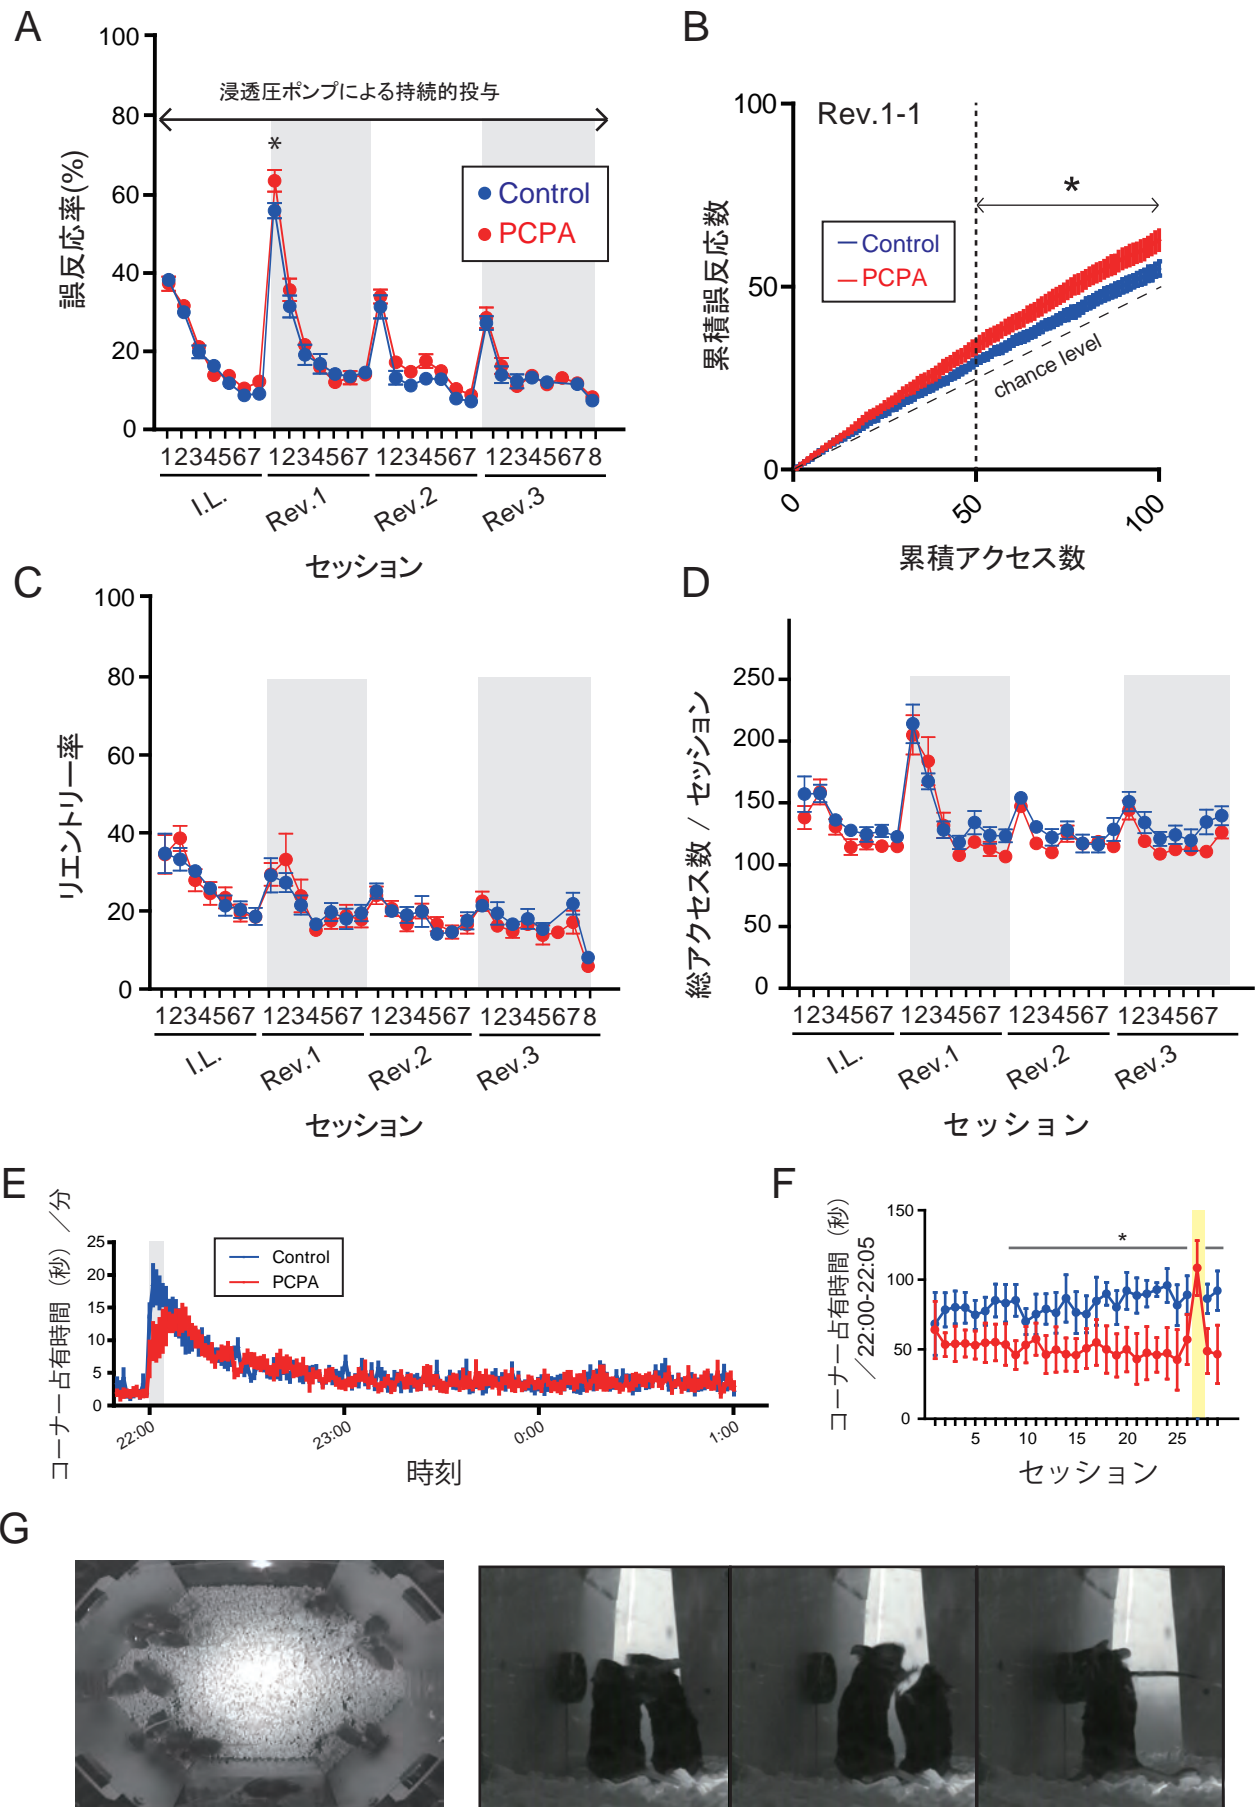 A
100
80
60
40
20
0
誤反応率(%)
浸透圧ポンプによる持続的投与
*
Control
PCPA
1234567 1234567 1234567 12345678
I.L. Rev.1 Rev.2 Rev.3
セッション
B
Rev.1-1
100
50
0
累積誤反応数
*
Control
PCPA
chance level
0 50 100
累積アクセス数
C
100
80
60
40
20
0
リエントリー率
1234567 1234567 1234567 12345678
I.L. Rev.1 Rev.2 Rev.3
セッション
D
250
200
150
100
50
0
総アクセス数 / セッション
1234567 1234567 1234567 1234567
I.L. Rev.1 Rev.2 Rev.3
セッション
E
コーナー占有時間（秒）／分
25
20
15
10
5
0
Control
PCPA
22:00 23:00 0:00 1:00
時刻
F
コーナー占有時間（秒）
／22:00-22:05
150
100
50
0
*
5 10 15 20 25
セッション
G